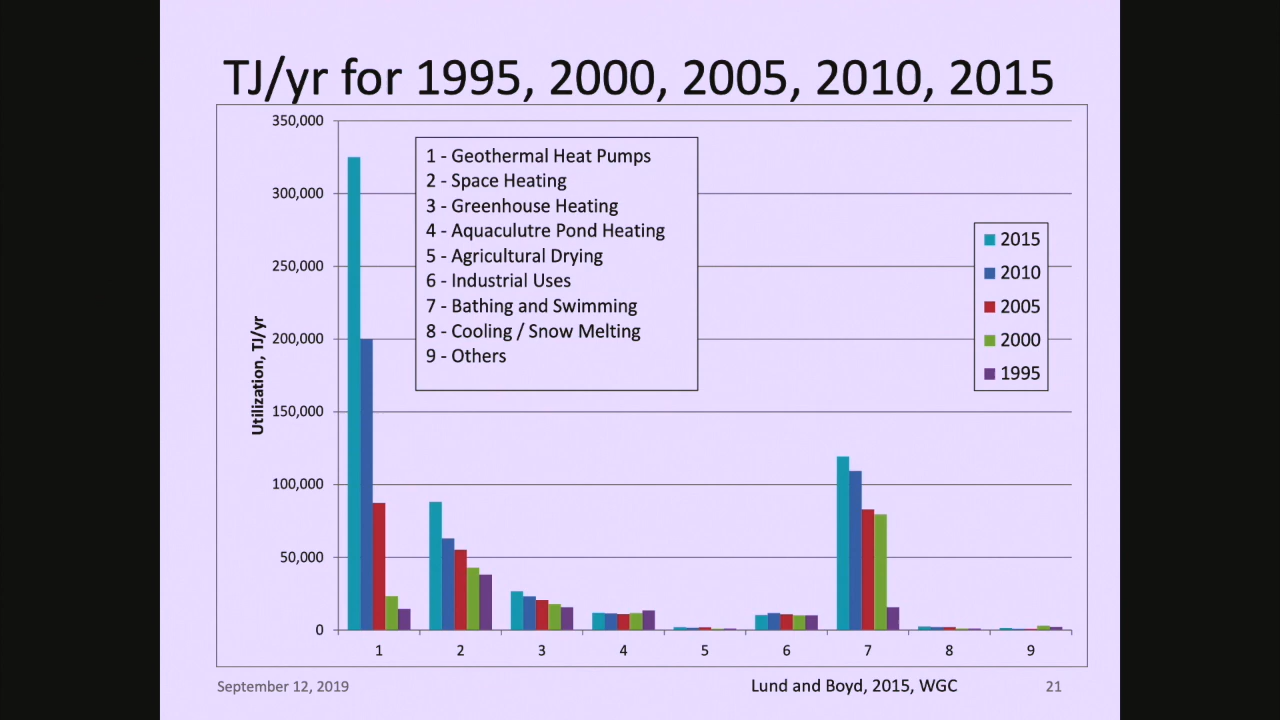 TJ/yr for 1995, 2000, 2005, 2010, 2015
350,000
300,000
250,000
200,000
150,000
100,000
50,000
0
Utilization, TJ/yr
1 - Geothermal Heat Pumps
2 - Space Heating
3 - Greenhouse Heating
4 - Aquaculutre Pond Heating
5 - Agricultural Drying
6 - Industrial Uses
7 - Bathing and Swimming
8 - Cooling / Snow Melting
9 - Others
2015
2010
2005
2000
1995
1 2 3 4 5 6 7 8 9
September 12, 2019
Lund and Boyd, 2015, WGC
21